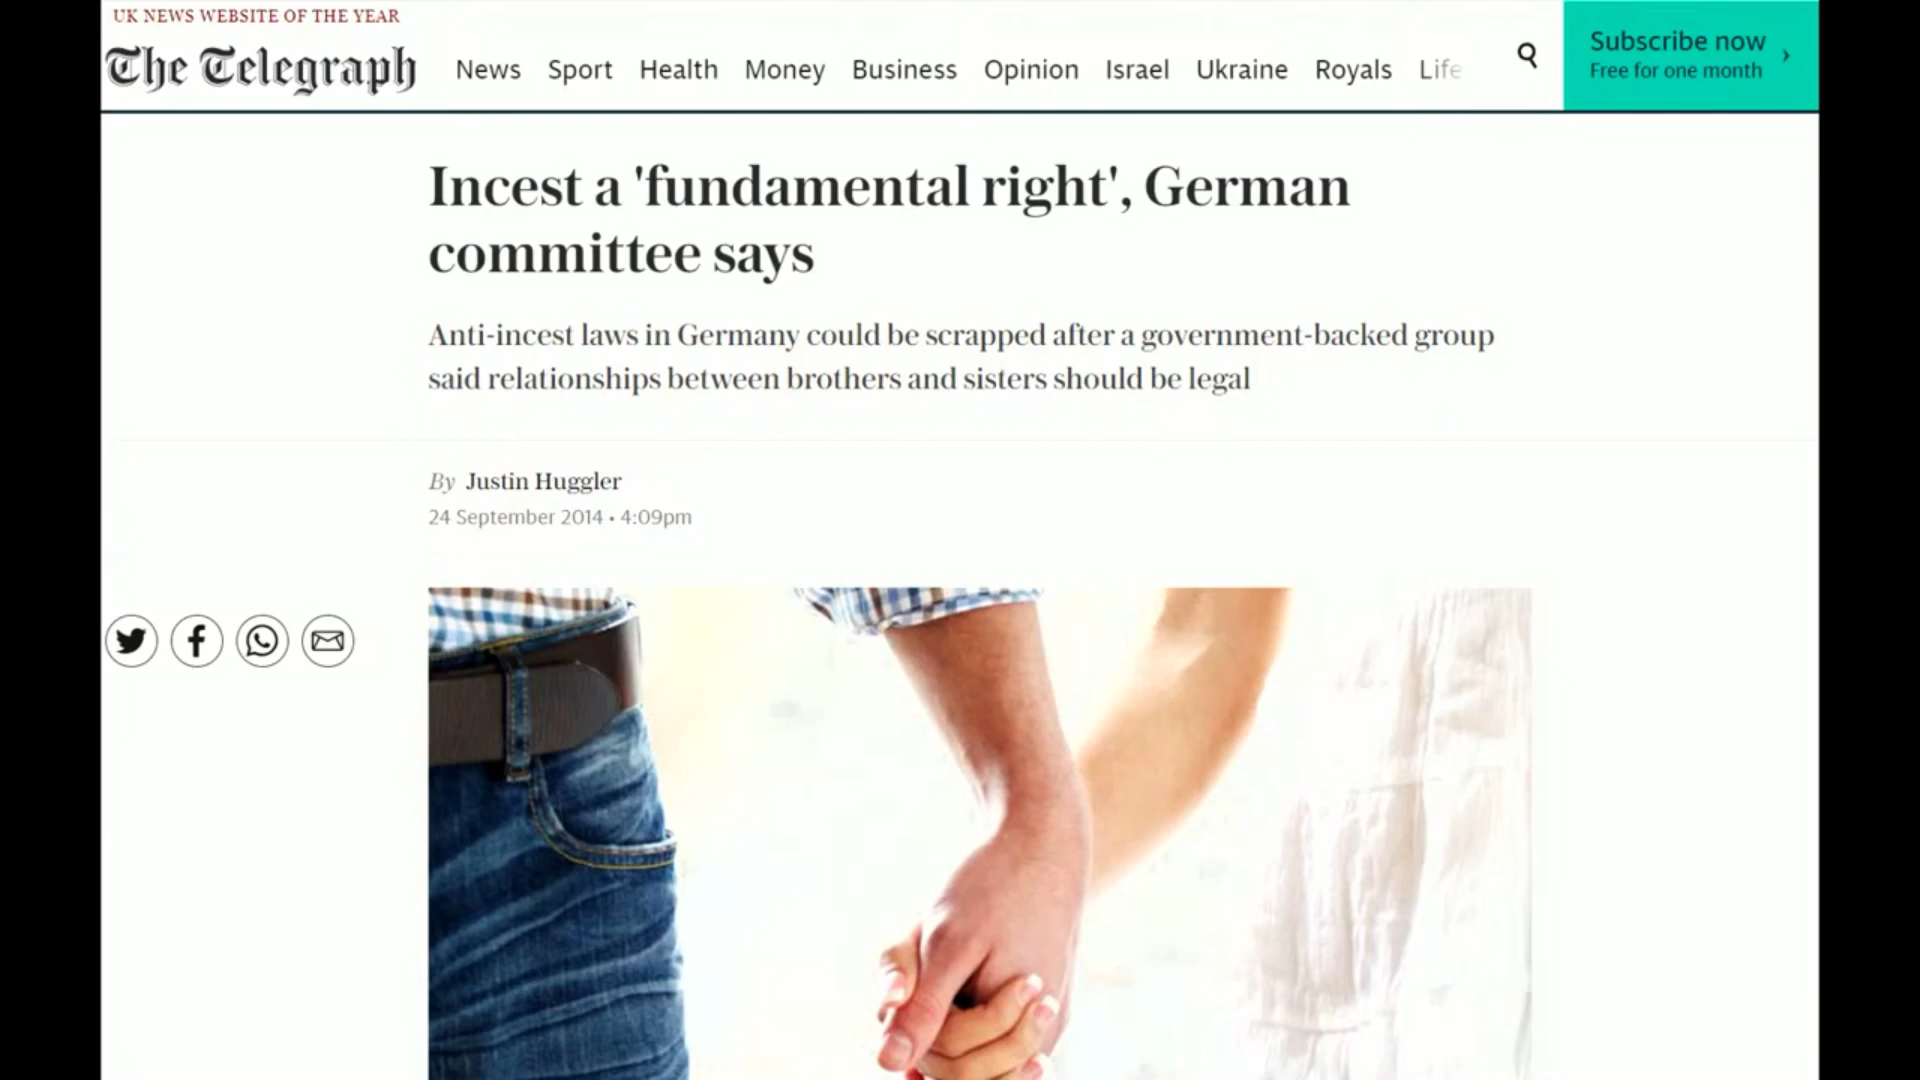 UK NEWS WEBSITE OF THE YEAR
The Telegraph
News Sport Health Money Business Opinion Israel Ukraine Royals Life
Subscribe now
Free for one month
Incest a 'fundamental right', German
committee says
Anti-incest laws in Germany could be scrapped after a government-backed group
said relationships between brothers and sisters should be legal
By Justin Huggler
24 September 2014 • 4:09pm